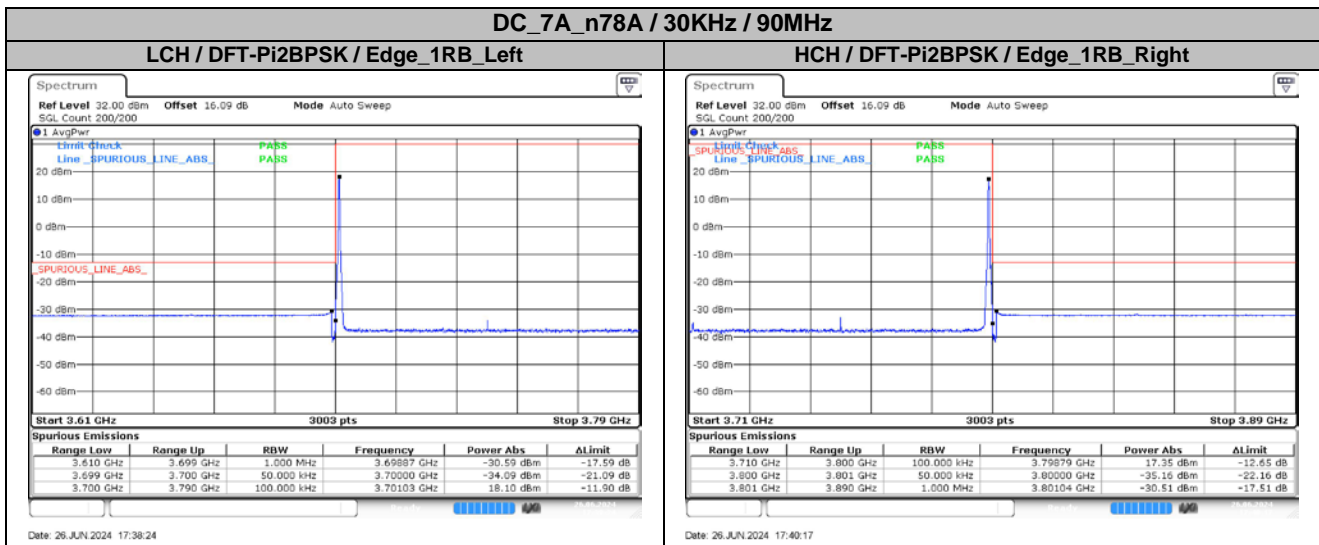 DC_7A_n78A / 30KHz / 90MHz
LCH / DFT-Pi2BPSK / Edge_1RB_Left
HCH / DFT-Pi2BPSK / Edge_1RB_Right
Spectrum
Ref Level 32.00 dBm Offset 16.09 dB Mode Auto Sweep
SGL Count 200/200
1 AvgPwr
Limit Check PASS
Line _SPURIOUS_LINE_ABS_ PASS
20 dBm
10 dBm
0 dBm
-10 dBm
_SPURIOUS_LINE_ABS_
-20 dBm
-30 dBm
-40 dBm
-50 dBm
-60 dBm
Start 3.61 GHz 3003 pts Stop 3.79 GHz
Spurious Emissions
Range Low Range Up RBW Frequency Power Abs ΔLimit
3.610 GHz 3.699 GHz 1.000 MHz 3.69887 GHz -30.59 dBm -17.59 dB
3.699 GHz 3.700 GHz 50.000 kHz 3.70000 GHz -34.09 dBm -21.09 dB
3.700 GHz 3.790 GHz 100.000 kHz 3.70103 GHz 18.10 dBm -11.90 dB
Date: 26.JUN.2024 17:38:24
Spectrum
Ref Level 32.00 dBm Offset 16.09 dB Mode Auto Sweep
SGL Count 200/200
1 AvgPwr
Limit Check PASS
_SPURIOUS_LINE_ABS_
Line _SPURIOUS_LINE_ABS_ PASS
20 dBm
10 dBm
0 dBm
-10 dBm
-20 dBm
-30 dBm
-40 dBm
-50 dBm
-60 dBm
Start 3.71 GHz 3003 pts Stop 3.89 GHz
Spurious Emissions
Range Low Range Up RBW Frequency Power Abs ΔLimit
3.710 GHz 3.800 GHz 100.000 kHz 3.79879 GHz 17.35 dBm -12.65 dB
3.800 GHz 3.801 GHz 50.000 kHz 3.80000 GHz -35.16 dBm -22.16 dB
3.801 GHz 3.890 GHz 1.000 MHz 3.80104 GHz -30.51 dBm -17.51 dB
Date: 26.JUN.2024 17:40:17